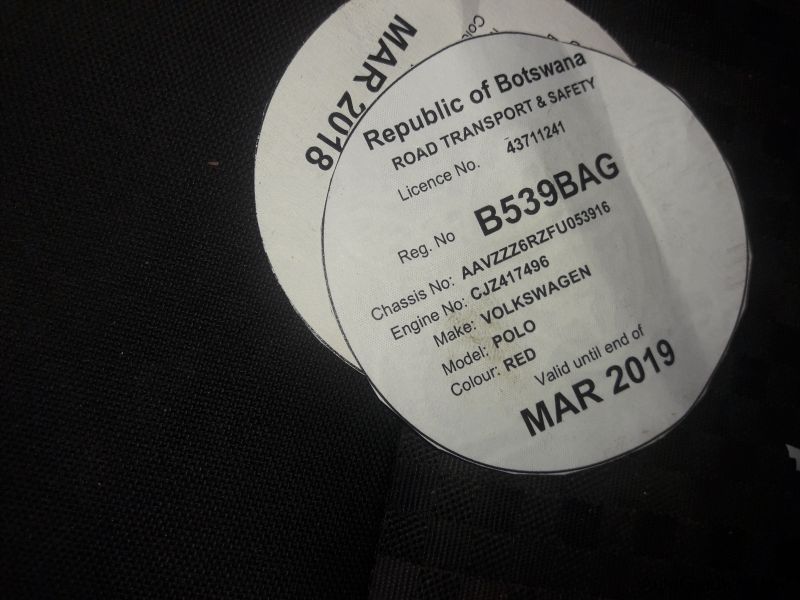 MAR 2018
Republic of Botswana
ROAD TRANSPORT & SAFETY
Licence No. 43711241
Reg. No B539BAG
Chassis No: AAVZZZ6RZFU053916
Engine No: CJZ417496
Make: VOLKSWAGEN
Model: POLO
Colour: RED
Valid until end of
MAR 2019